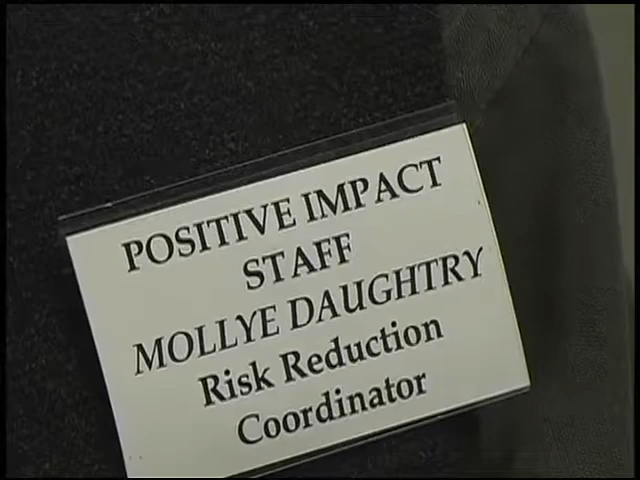 POSITIVE IMPACT
STAFF
MOLLYE DAUGHTRY
Risk Reduction
Coordinator